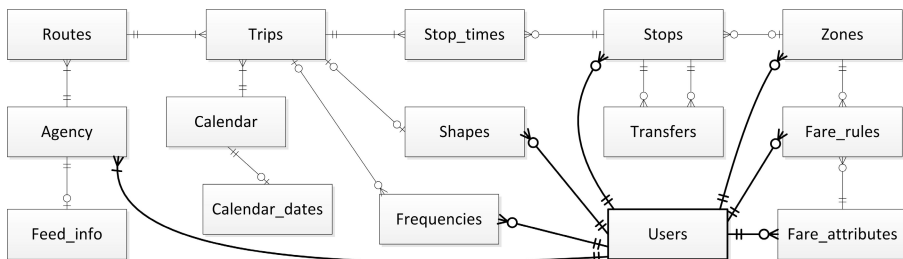 Routes
Trips
Stop_times
Stops
Zones
Agency
Calendar
Shapes
Transfers
Fare_rules
Calendar_dates
Frequencies
Feed_info
Users
Fare_attributes